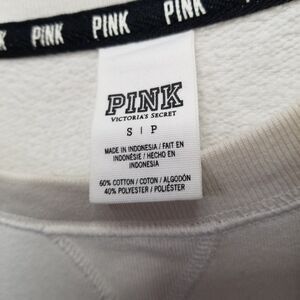 K PINK PINK PINK PINK
PINK
VICTORIA'S SECRET
S | P
MADE IN INDONESIA / FAIT EN
INDONÉSIE / HECHO EN
INDONESIA
60% COTTON / COTON / ALGODÓN
40% POLYESTER / POLIÉSTER